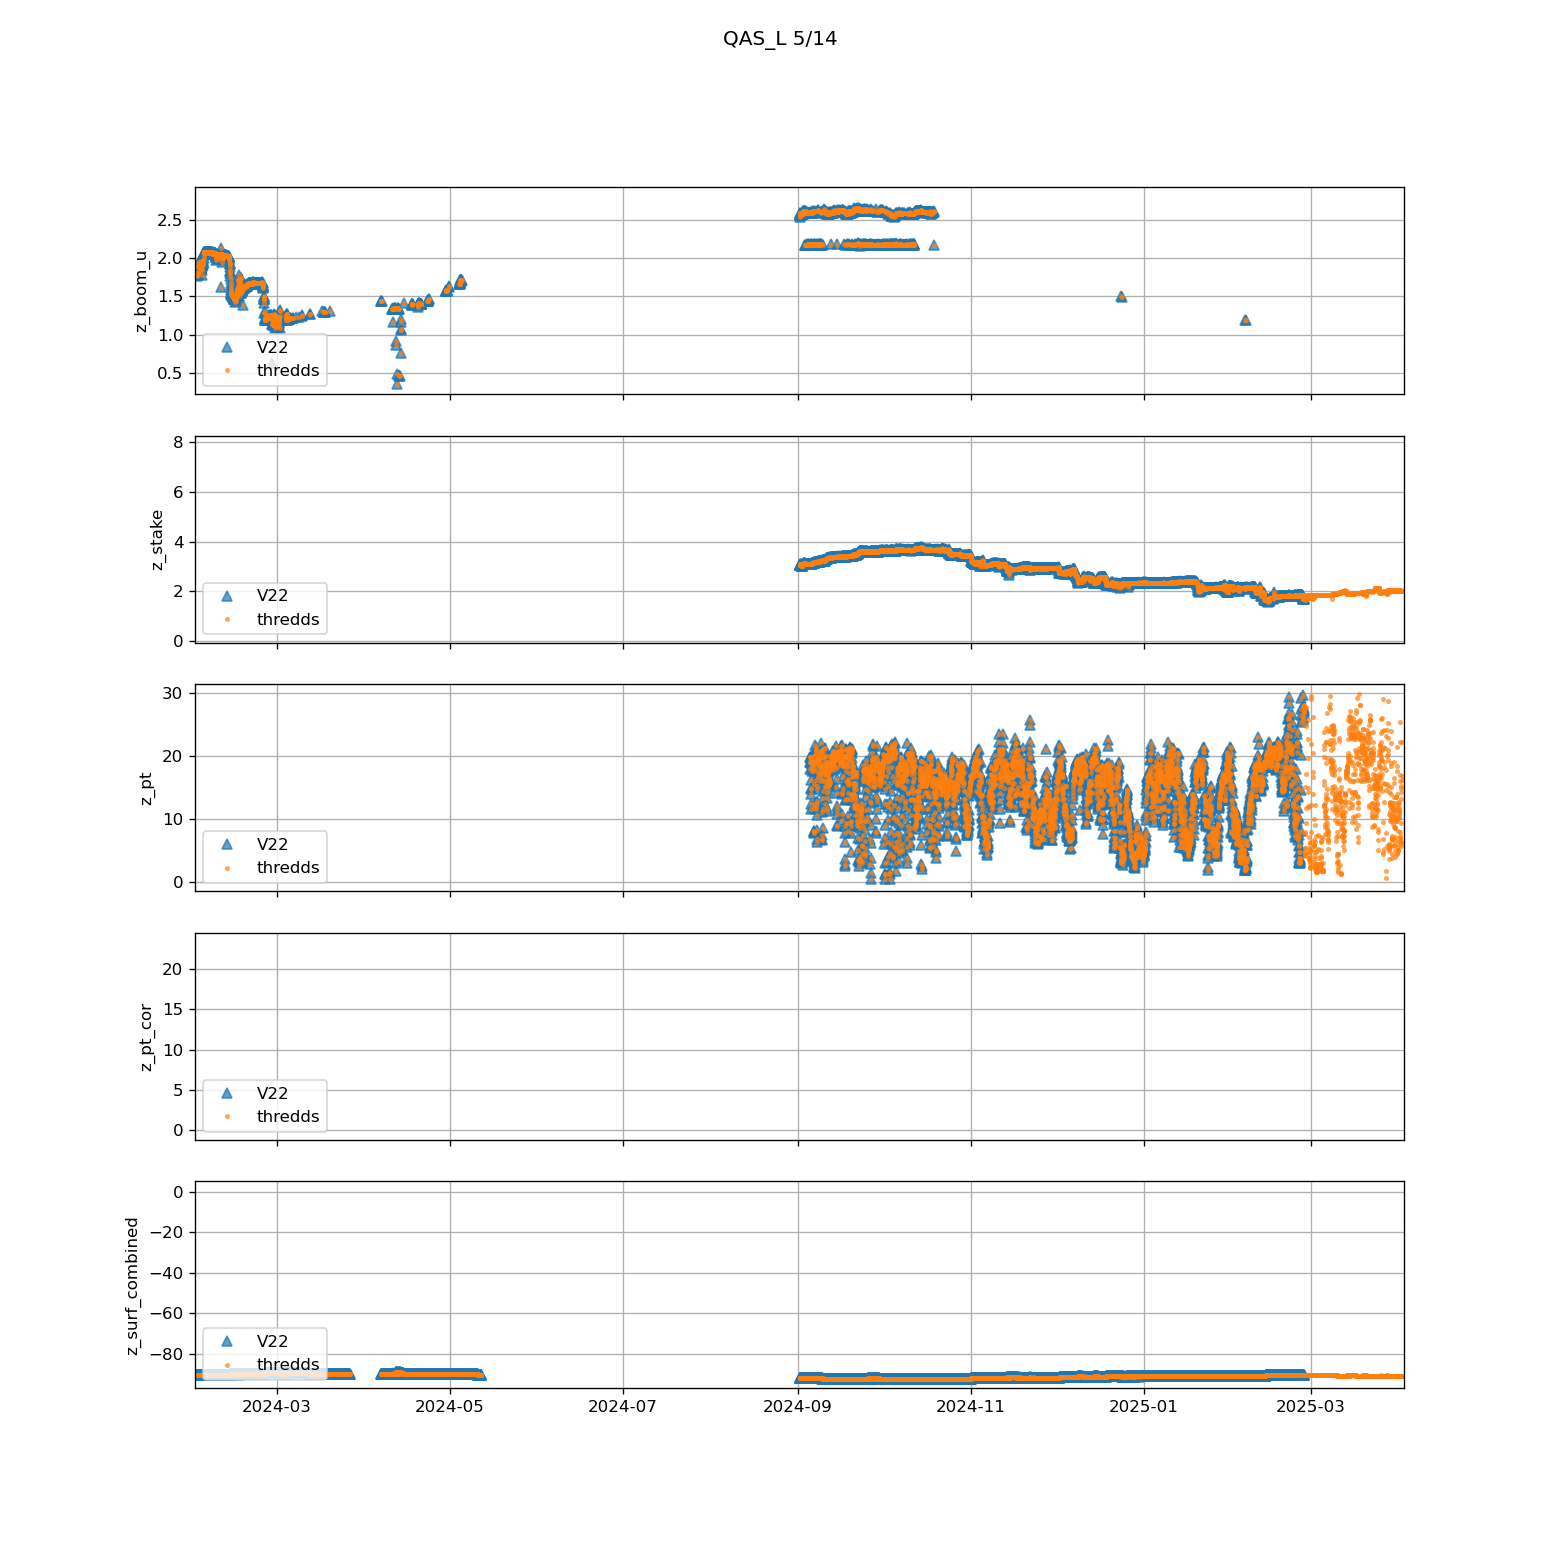 QAS_L 5/14
z_boom_u
2.5
2.0
1.5
1.0
0.5
V22
thredds
z_stake
8
6
4
2
0
V22
thredds
z_pt
30
20
10
0
V22
thredds
z_pt_cor
20
15
10
5
0
V22
thredds
z_surf_combined
0
−20
−40
−60
−80
V22
thredds
2024-03 2024-05 2024-07 2024-09 2024-11 2025-01 2025-03